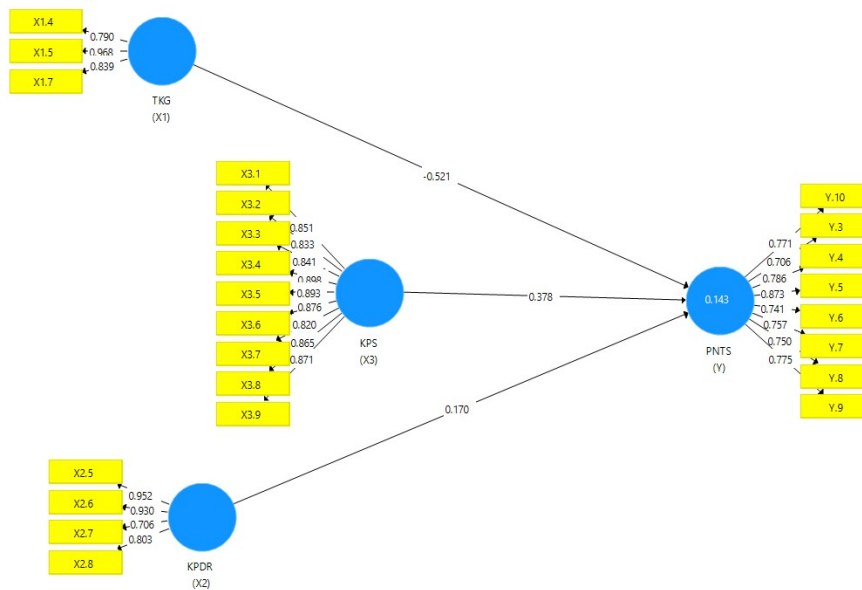 X1.4
0.790
X1.5
0.968
X1.7
0.839
TKG
(X1)
-0.521
X3.1
0.851
X3.2
0.833
X3.3
0.841
X3.4
0.898
X3.5
0.893
X3.6
0.876
X3.7
0.820
X3.8
0.865
X3.9
0.871
KPS
(X3)
0.378
X2.5
0.952
X2.6
0.930
X2.7
0.706
X2.8
0.803
KPDR
(X2)
0.170
0.143
PNTS
(Y)
Y.10
0.771
Y.3
0.706
Y.4
0.786
Y.5
0.873
Y.6
0.741
Y.7
0.757
Y.8
0.750
Y.9
0.775